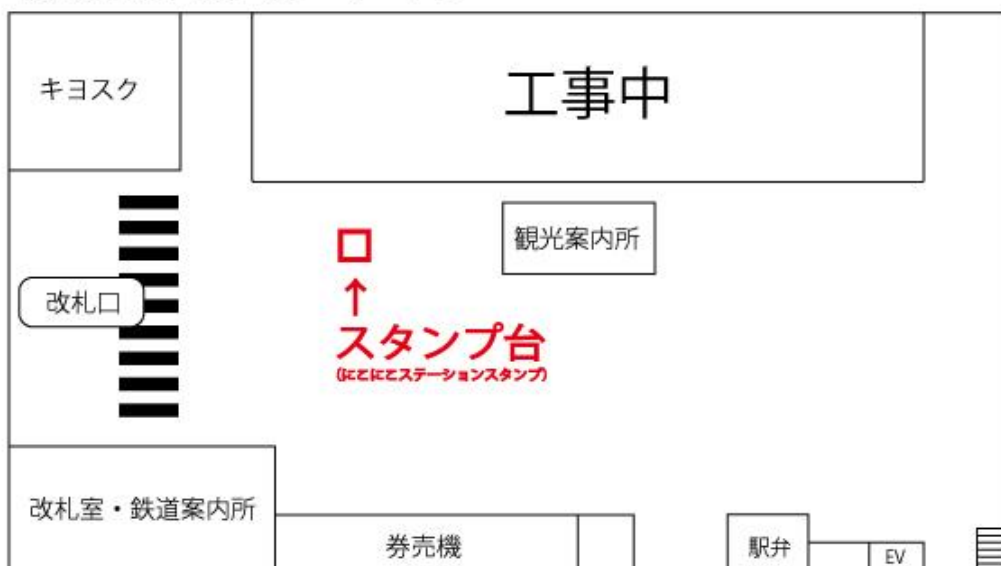 キヨスク
工事中
観光案内所
改札口
↑
スタンプ台
(にこにこステーションスタンプ)
改札室・鉄道案内所
券売機
駅弁
EV